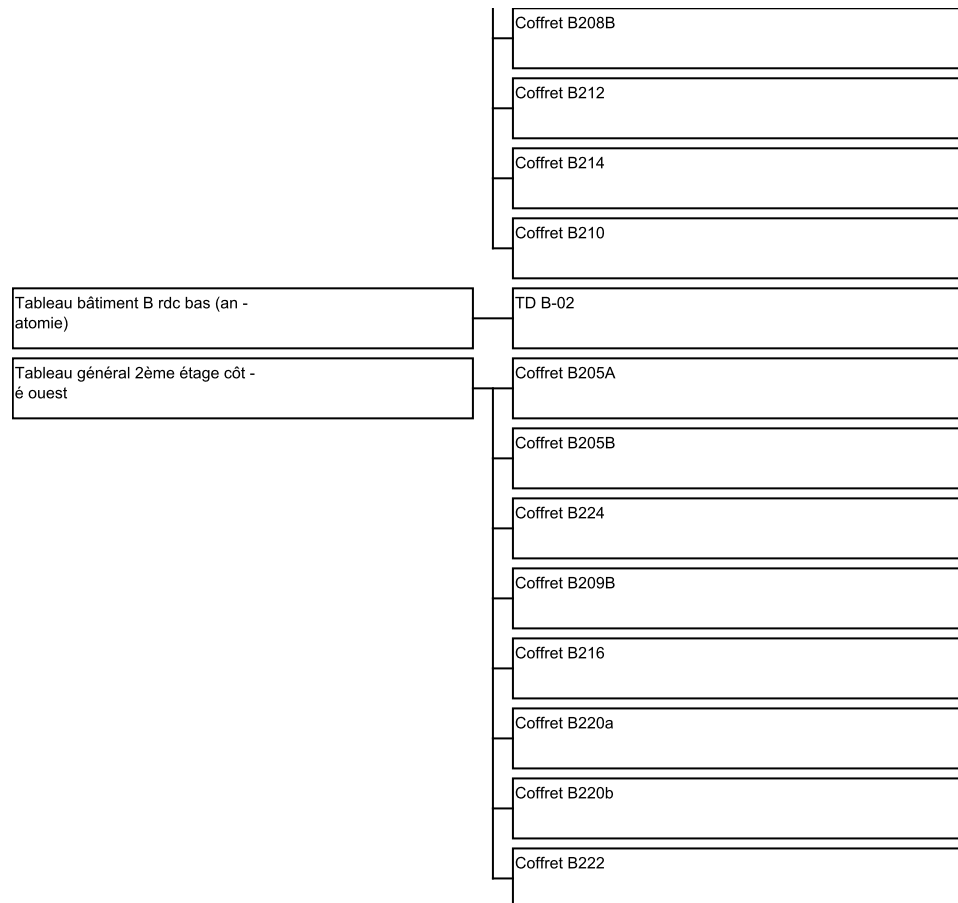 Coffret B208B
Coffret B212
Coffret B214
Coffret B210
Tableau bâtiment B rdc bas (an -
atomie)
TD B-02
Tableau général 2ème étage côt -
é ouest
Coffret B205A
Coffret B205B
Coffret B224
Coffret B209B
Coffret B216
Coffret B220a
Coffret B220b
Coffret B222